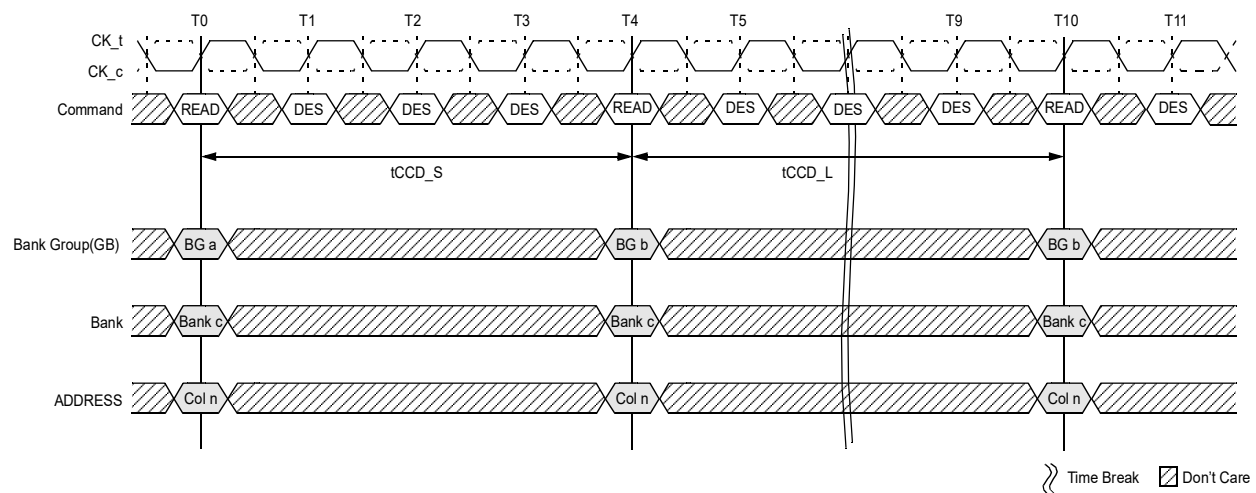 T0 T1 T2 T3 T4 T5 T9 T10 T11
CK_t
CK_c
Command READ DES DES DES READ DES DES DES READ DES
tCCD_S tCCD_L
Bank Group(GB) BG a BG b BG b
Bank Bank c Bank c Bank c
ADDRESS Col n Col n Col n
Time Break Don't Care